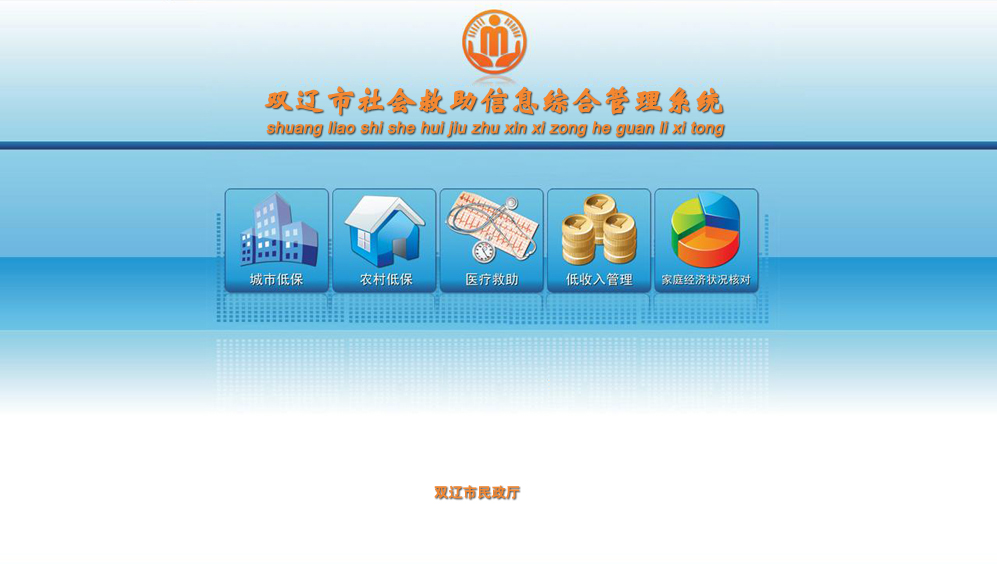 双辽市社会救助信息综合管理系统
shuang liao shi she hui jiu zhu xin xi zong he guan li xi tong
城市低保
农村低保
医疗救助
低收入管理
家庭经济状况核对
双辽市民政厅